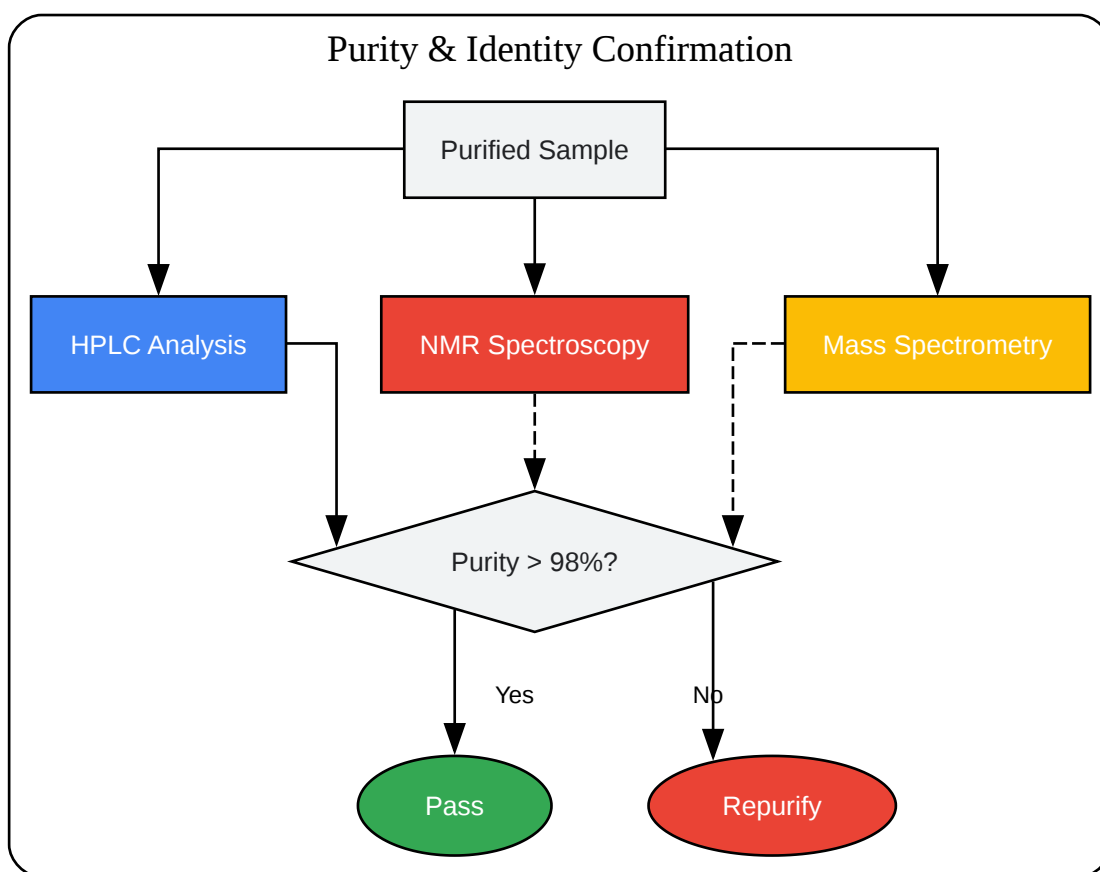 Purity & Identity Confirmation
Purified Sample
HPLC Analysis
NMR Spectroscopy
Mass Spectrometry
Purity > 98%?
Yes
No
Pass
Repurify